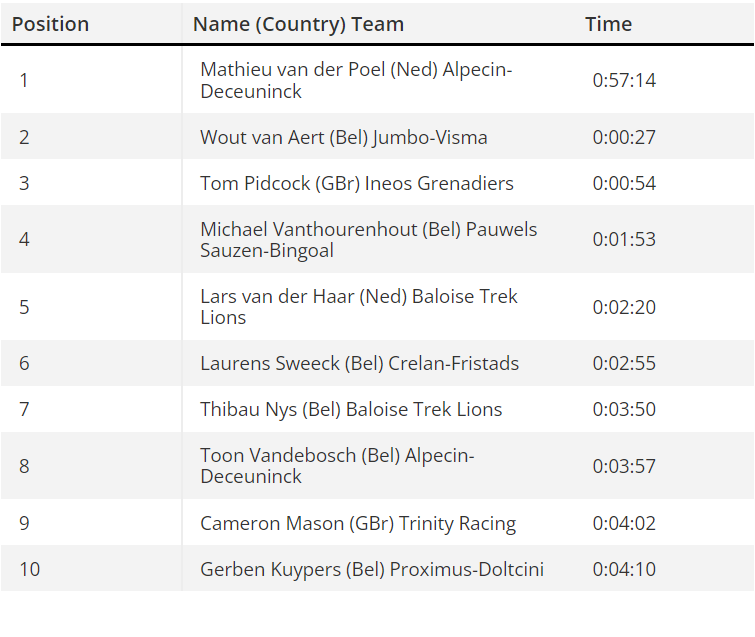 Position Name (Country) Team Time
1 Mathieu van der Poel (Ned) Alpecin- 0:57:14
Deceuninck
2 Wout van Aert (Bel) Jumbo-Visma 0:00:27
3 Tom Pidcock (GBr) Ineos Grenadiers 0:00:54
4 Michael Vanthourenhout (Bel) Pauwels 0:01:53
Sauzen-Bingoal
5 Lars van der Haar (Ned) Baloise Trek 0:02:20
Lions
6 Laurens Sweeck (Bel) Crelan-Fristads 0:02:55
7 Thibau Nys (Bel) Baloise Trek Lions 0:03:50
8 Toon Vandebosch (Bel) Alpecin- 0:03:57
Deceuninck
9 Cameron Mason (GBr) Trinity Racing 0:04:02
10 Gerben Kuypers (Bel) Proximus-Doltcini 0:04:10